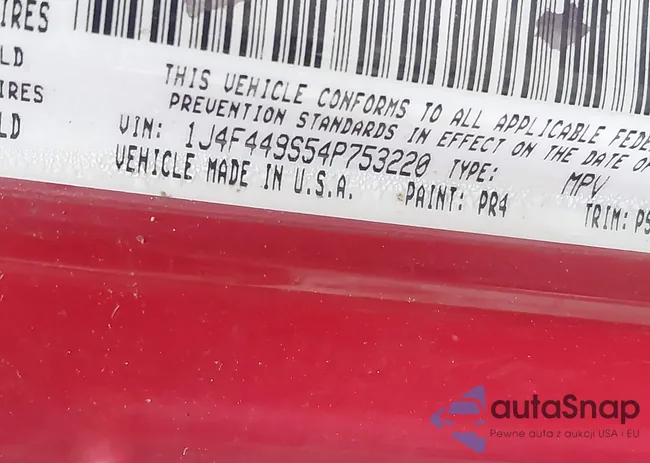 IRES
LD
IRES
LD
THIS VEHICLE CONFORMS TO ALL APPLICABLE FEDE
PREVENTION STANDARDS IN EFFECT ON THE DATE OF
VIN: 1J4F449S54P753220 TYPE: MPV
VEHICLE MADE IN U.S.A. PAINT: PR4 TRIM: PS
autaSnap
Pewne auta z aukcji USA i EU